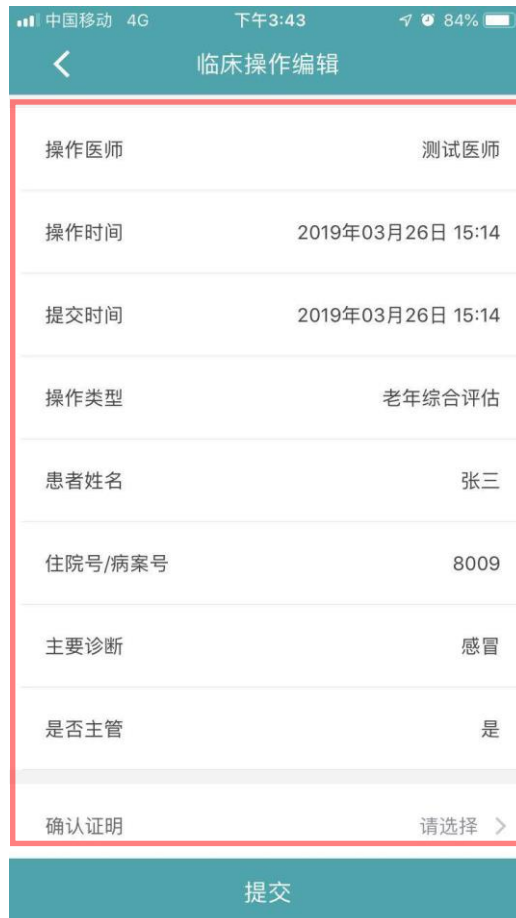 中国移动 4G 下午3:43 84%
临床操作编辑
操作医师 测试医师
操作时间 2019年03月26日 15:14
提交时间 2019年03月26日 15:14
操作类型 老年综合评估
患者姓名 张三
住院号/病案号 8009
主要诊断 感冒
是否主管 是
确认证明 请选择
提交